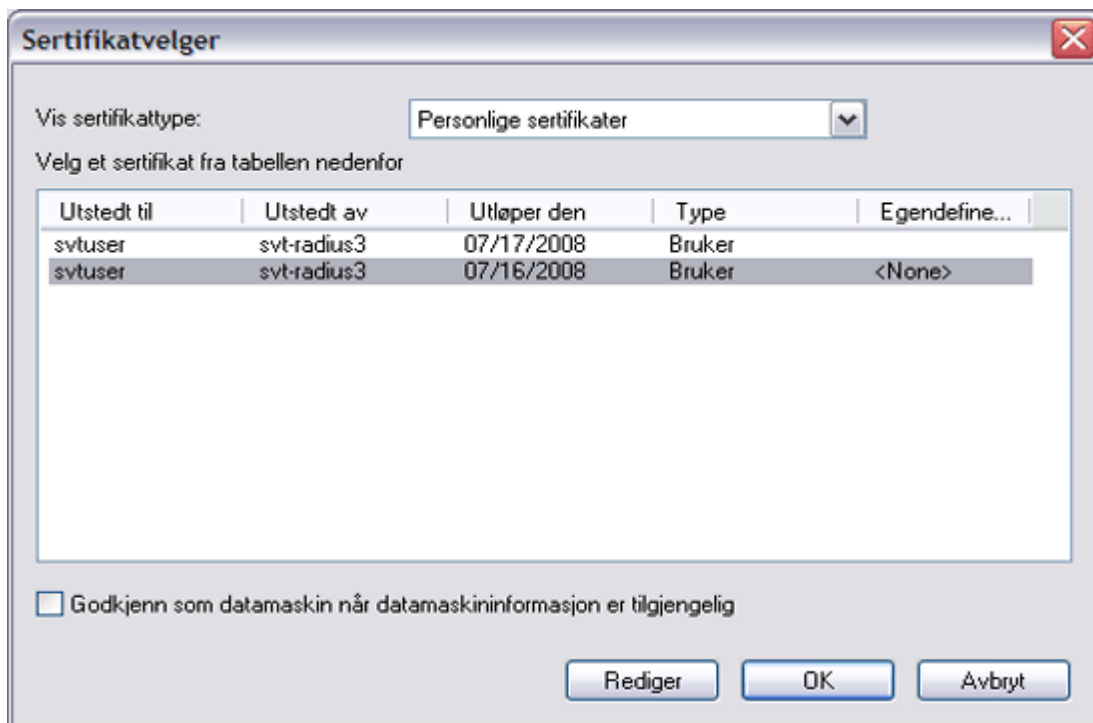 Sertifikatvelger
Vis sertifikattype: Personlige sertifikater
Velg et sertifikat fra tabellen nedenfor
Utstedt til Utstedt av Utløper den Type Egendefine...
svtuser svt-radius3 07/17/2008 Bruker
svtuser svt-radius3 07/16/2008 Bruker <None>
Godkjenn som datamaskin når datamaskininformasjon er tilgjengelig
Rediger OK Avbryt